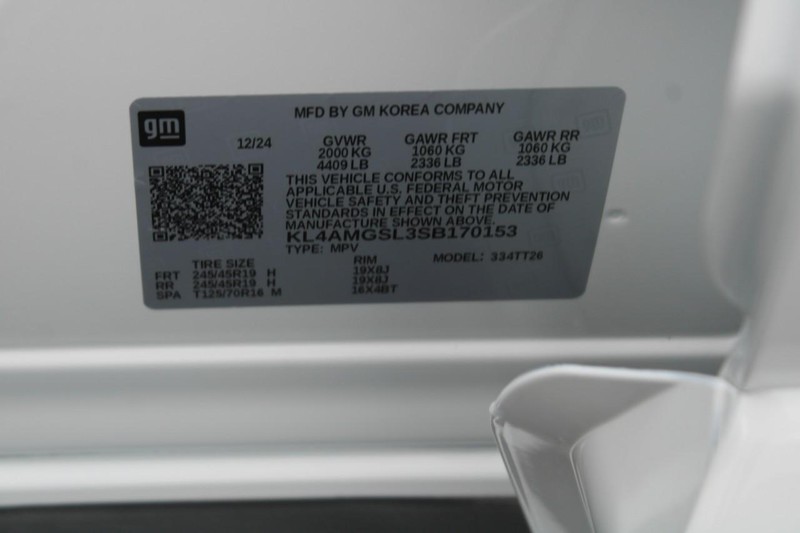 gm
MFD BY GM KOREA COMPANY
12/24 GVWR GAWR FRT GAWR RR
2000 KG 1060 KG 1060 KG
4409 LB 2336 LB 2336 LB
THIS VEHICLE CONFORMS TO ALL
APPLICABLE U.S. FEDERAL MOTOR
VEHICLE SAFETY AND THEFT PREVENTION
STANDARDS IN EFFECT ON THE DATE OF
MANUFACTURE SHOWN ABOVE.
KL4AMGSL3SB170153
TYPE: MPV MODEL: 334TT26
TIRE SIZE RIM
FRT 245/45R19 H 19X8J
RR 245/45R19 H 19X8J
SPA T125/70R16 M 16X4BT